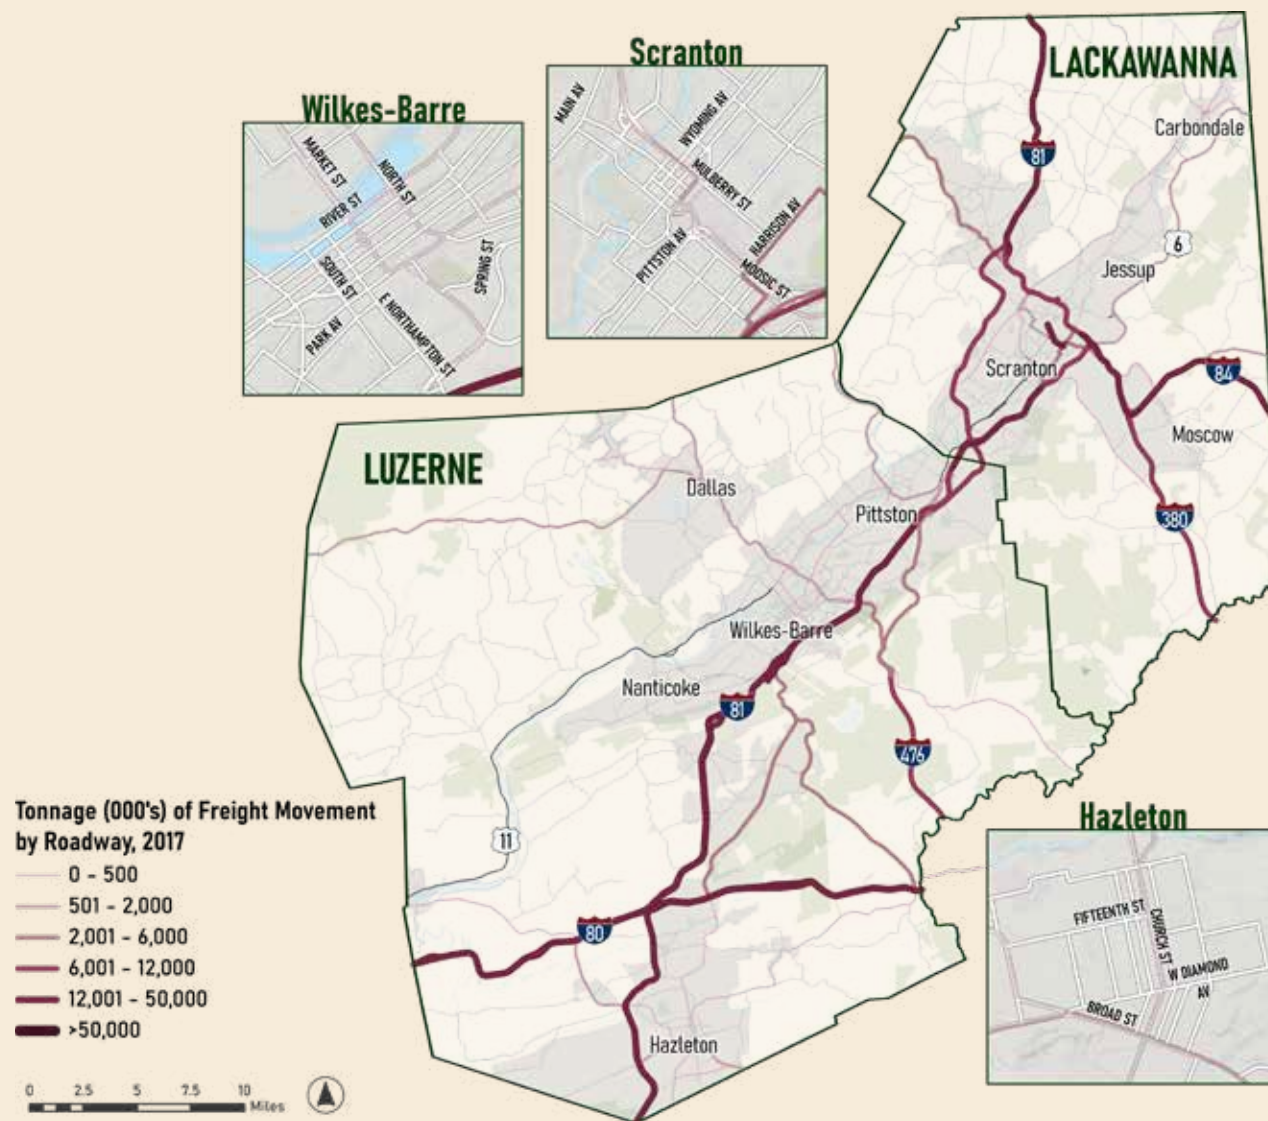 Scranton
MAIN AV
WYOMING AV
MULBERRY ST
HARRISON AV
PITTSTON AV
MOOSIC ST
Wilkes-Barre
MARKET ST
NORTH ST
RIVER ST
SOUTH ST
SPRING ST
PARK AV
E NORTHAMPTON ST
LACKAWANNA
Carbondale
81
6
Jessup
Scranton
84
Moscow
380
LUZERNE
Dallas
Pittston
Wilkes-Barre
Nanticoke
81
476
11
80
Hazleton
Hazleton
FIFTEENTH ST
CHURCH ST
W DIAMOND
AV
BROAD ST
Tonnage (000's) of Freight Movement
by Roadway, 2017
0 - 500
501 - 2,000
2,001 - 6,000
6,001 - 12,000
12,001 - 50,000
>50,000
0 2.5 5 7.5 10
Miles